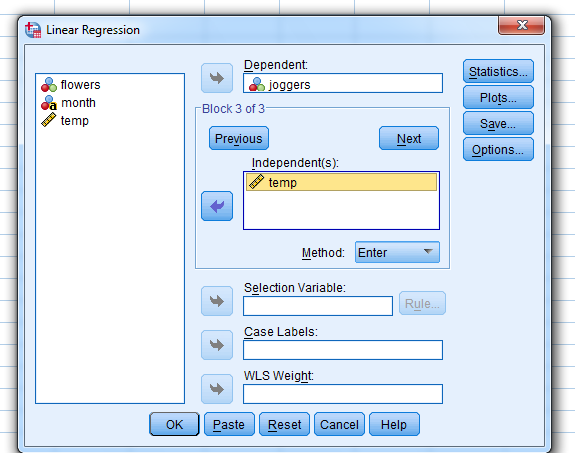 Linear Regression
flowers
month
temp
Dependent:
joggers
Block 3 of 3
Previous
Next
Independent(s):
temp
Method:
Enter
Selection Variable:
Rule...
Case Labels:
WLS Weight:
Statistics...
Plots...
Save...
Options...
OK
Paste
Reset
Cancel
Help